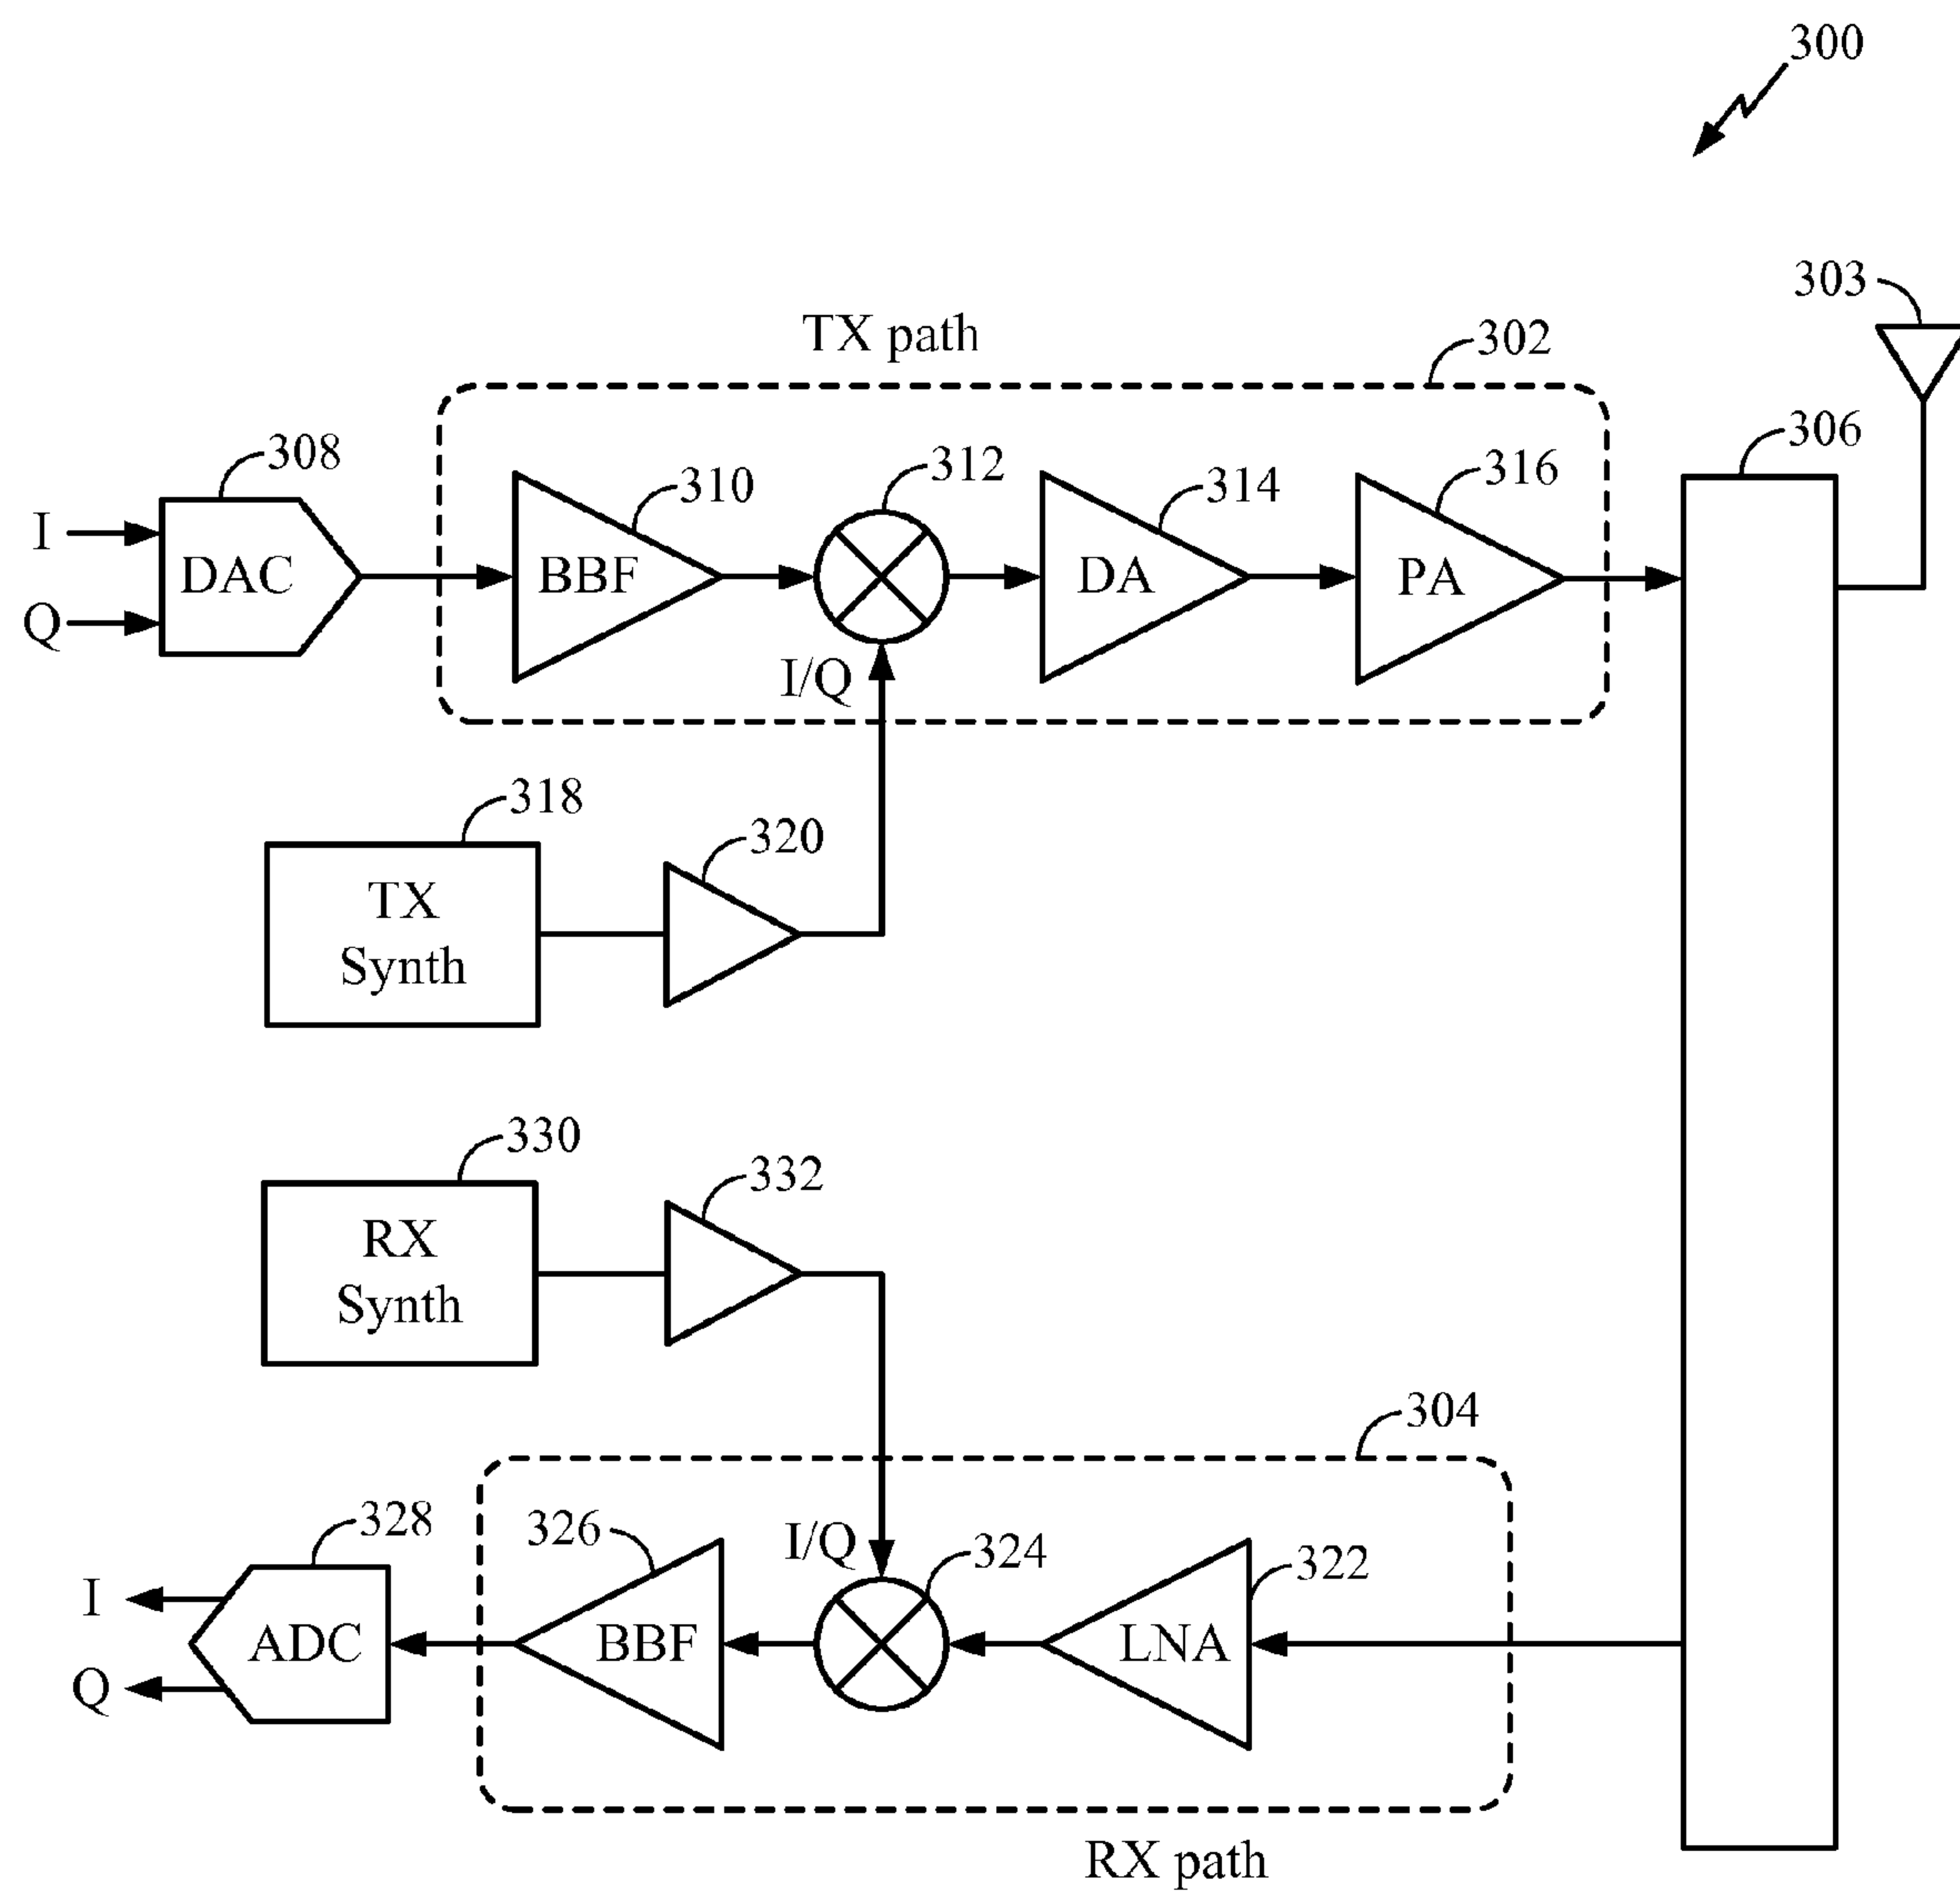 300
303
TX path
302
306
308
310
312
314
316
I
Q
DAC
BBF
DA
PA
I/Q
318
320
TX
Synth
330
332
RX
Synth
304
328
326
I/Q
324
322
I
Q
ADC
BBF
LNA
RX path